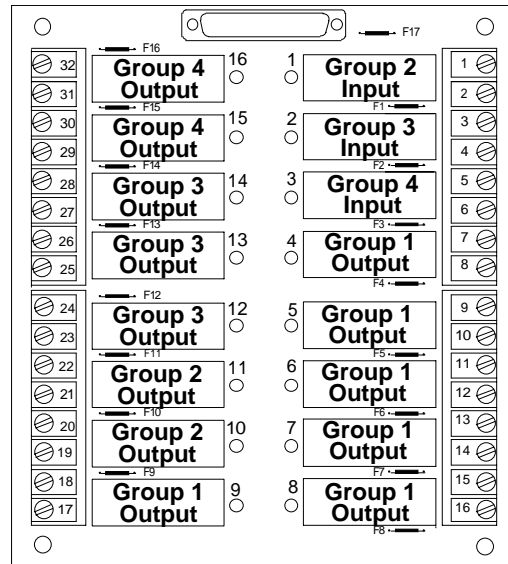 F17
F16
32 Group 4 Output 16 1 Group 2 Input 1
31 F15 F1 2
30 Group 4 Output 15 2 Group 3 Input 3
29 F14 F2 4
28 Group 3 Output 14 3 Group 4 Input 5
27 F13 F3 6
26 Group 3 Output 13 4 Group 1 Output 7
25 8
F4
F12
24 Group 3 Output 12 5 Group 1 Output 9
23 F11 F5 10
22 Group 2 Output 11 6 Group 1 Output 11
21 F10 F6 12
20 Group 2 Output 10 7 Group 1 Output 13
19 F9 F7 14
18 Group 1 Output 9 8 Group 1 Output 15
17 16
F8